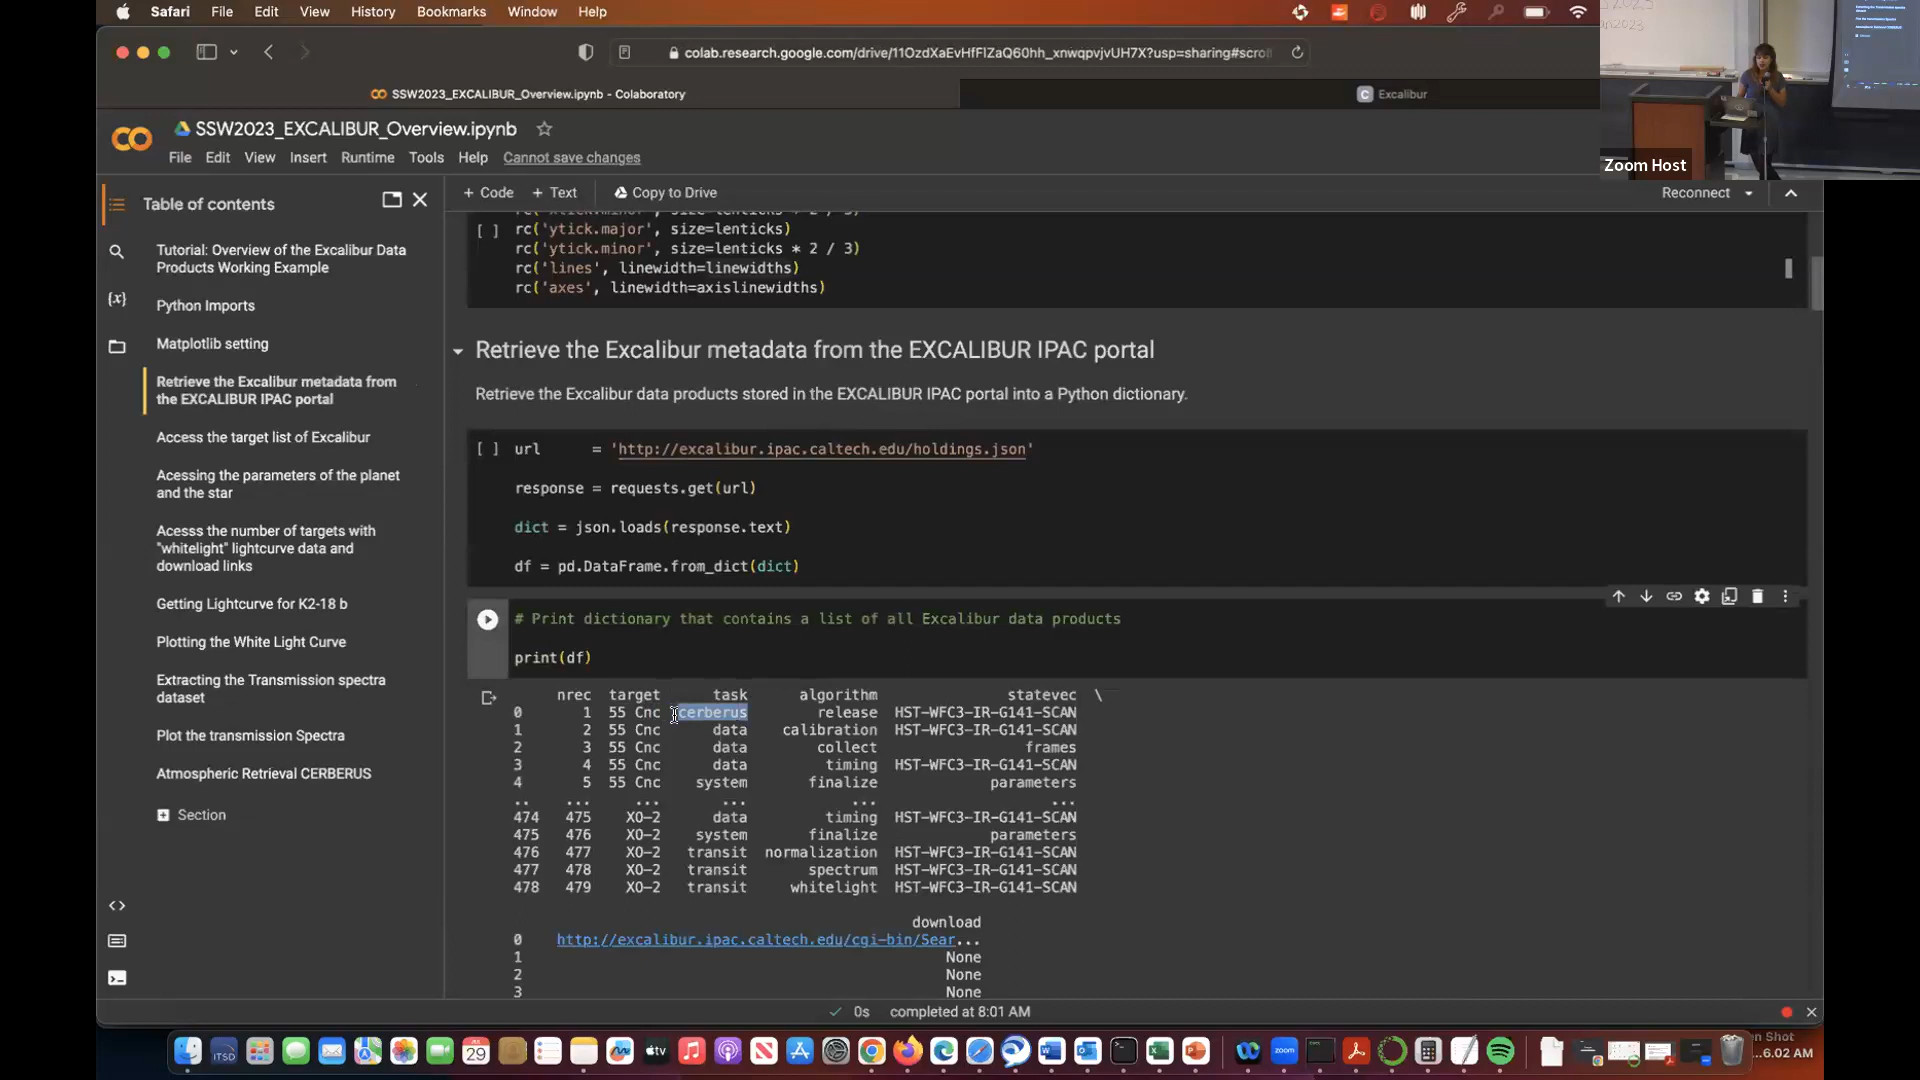 Safari File Edit View History Bookmarks Window Help
colab.research.google.com/drive/11OzdXaEvHfFIZaQ60hh_xnwqpvjvUH7X?usp=sharing#scrol
SSW2023_EXCALIBUR_Overview.ipynb - Colaboratory
C Excalibur
SSW2023_EXCALIBUR_Overview.ipynb
File Edit View Insert Runtime Tools Help Cannot save changes
Zoom Host
+ Code + Text Copy to Drive
Reconnect
Table of contents
Tutorial: Overview of the Excalibur Data
Products Working Example
Python Imports
Matplotlib setting
Retrieve the Excalibur metadata from
the EXCALIBUR IPAC portal
Access the target list of Excalibur
Acessing the parameters of the planet
and the star
Acesss the number of targets with
"whitelight" lightcurve data and
download links
Getting Lightcurve for K2-18 b
Plotting the White Light Curve
Extracting the Transmission spectra
dataset
Plot the transmission Spectra
Atmospheric Retrieval CERBERUS
Section
[ ] rc('ytick.major', size=lenticks)
rc('ytick.minor', size=lenticks * 2 / 3)
rc('lines', linewidth=linewidths)
rc('axes', linewidth=axislinewidths)
Retrieve the Excalibur metadata from the EXCALIBUR IPAC portal
Retrieve the Excalibur data products stored in the EXCALIBUR IPAC portal into a Python dictionary.
[ ] url = 'http://excalibur.ipac.caltech.edu/holdings.json'
response = requests.get(url)
dict = json.loads(response.text)
df = pd.DataFrame.from_dict(dict)
# Print dictionary that contains a list of all Excalibur data products
print(df)
nrec target task algorithm statevec \
0 1 55 Cnc cerberus release HST-WFC3-IR-G141-SCAN
1 2 55 Cnc data calibration HST-WFC3-IR-G141-SCAN
2 3 55 Cnc data collect frames
3 4 55 Cnc data timing HST-WFC3-IR-G141-SCAN
4 5 55 Cnc system finalize parameters
.. ... ... ... ... ...
474 475 XO-2 data timing HST-WFC3-IR-G141-SCAN
475 476 XO-2 system finalize parameters
476 477 XO-2 transit normalization HST-WFC3-IR-G141-SCAN
477 478 XO-2 transit spectrum HST-WFC3-IR-G141-SCAN
478 479 XO-2 transit whitelight HST-WFC3-IR-G141-SCAN
download
0 http://excalibur.ipac.caltech.edu/cgi-bin/Sear...
1 None
2 None
3 None
0s completed at 8:01 AM
ITSD
29
tv
zoom
...6.02 AM